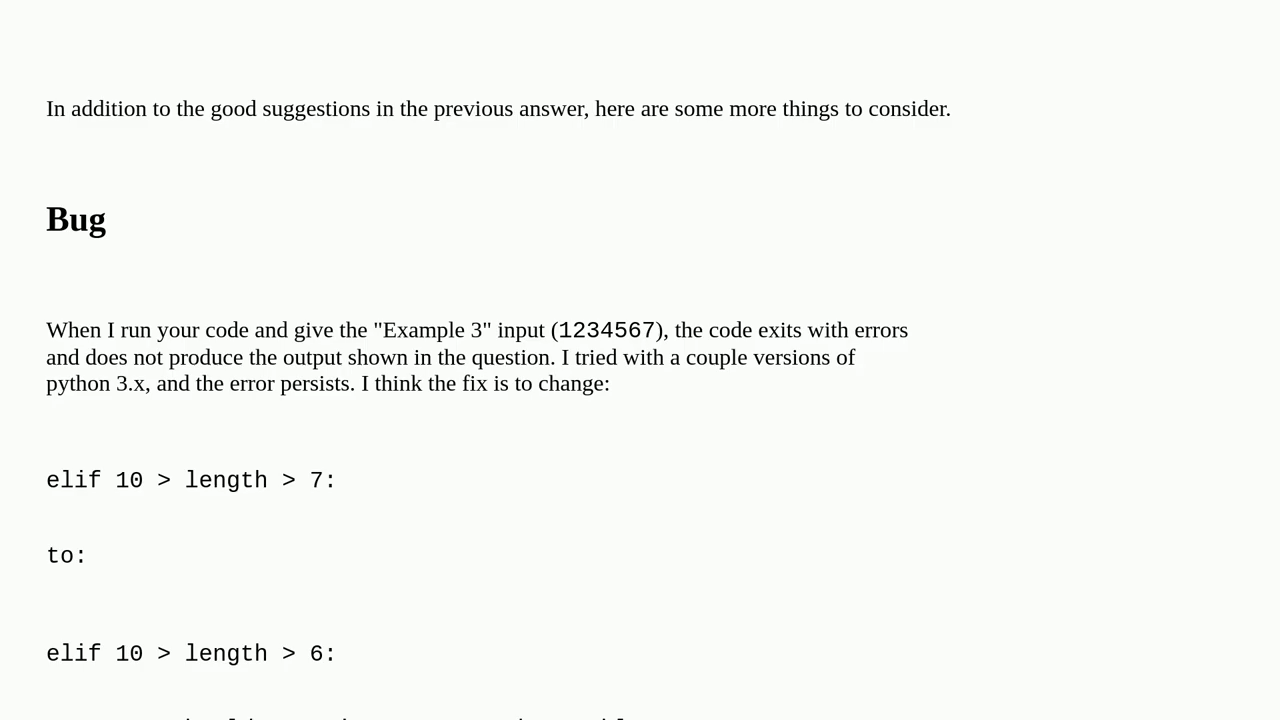 In addition to the good suggestions in the previous answer, here are some more things to consider.
Bug
When I run your code and give the "Example 3" input (1234567), the code exits with errors
and does not produce the output shown in the question. I tried with a couple versions of
python 3.x, and the error persists. I think the fix is to change:
elif 10 > length > 7:
to:
elif 10 > length > 6: